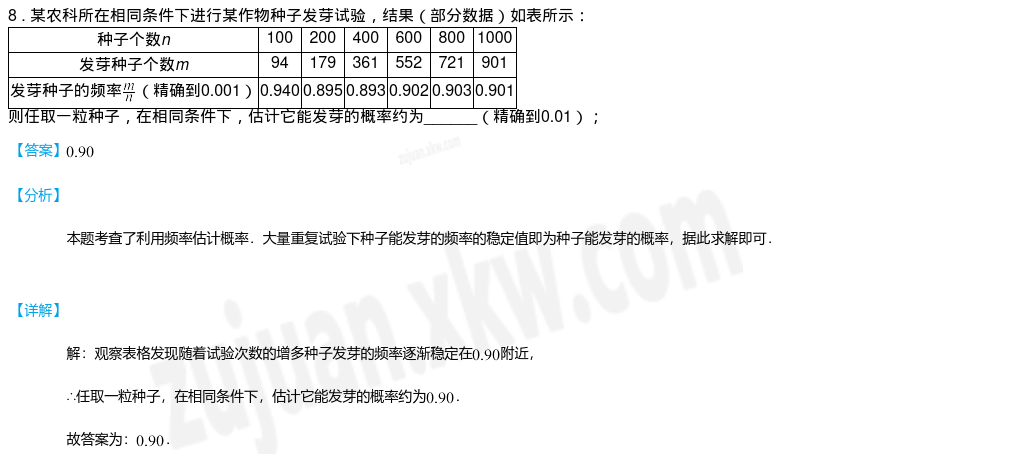 8 . 某农科所在相同条件下进行某作物种子发芽试验，结果（部分数据）如表所示：
种子个数n 100 200 400 600 800 1000
发芽种子个数m 94 179 361 552 721 901
发芽种子的频率m/n（精确到0.001）0.940 0.895 0.893 0.902 0.903 0.901
则任取一粒种子，在相同条件下，估计它能发芽的概率约为______（精确到0.01）；
【答案】0.90
【分析】
本题考查了利用频率估计概率．大量重复试验下种子能发芽的频率的稳定值即为种子能发芽的概率，据此求解即可．
【详解】
解：观察表格发现随着试验次数的增多种子发芽的频率逐渐稳定在0.90附近，
∴任取一粒种子，在相同条件下，估计它能发芽的概率约为0.90．
故答案为：0.90．
zujuan.xkw.com
zujuan.xkw.com